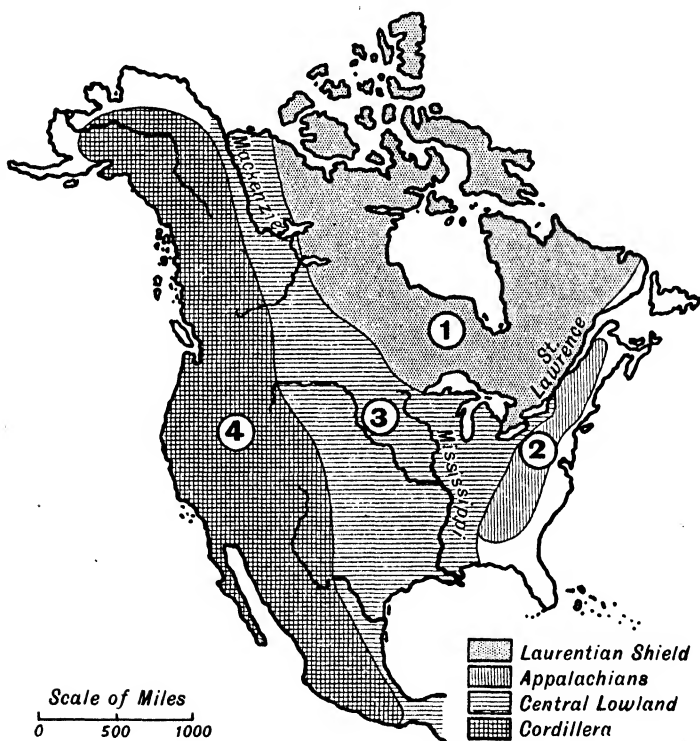 Mackenzie
1
St.
Lawrence
3
4
2
Mississippi
Laurentian Shield
Appalachians
Central Lowland
Cordillera
Scale of Miles
0 500 1000